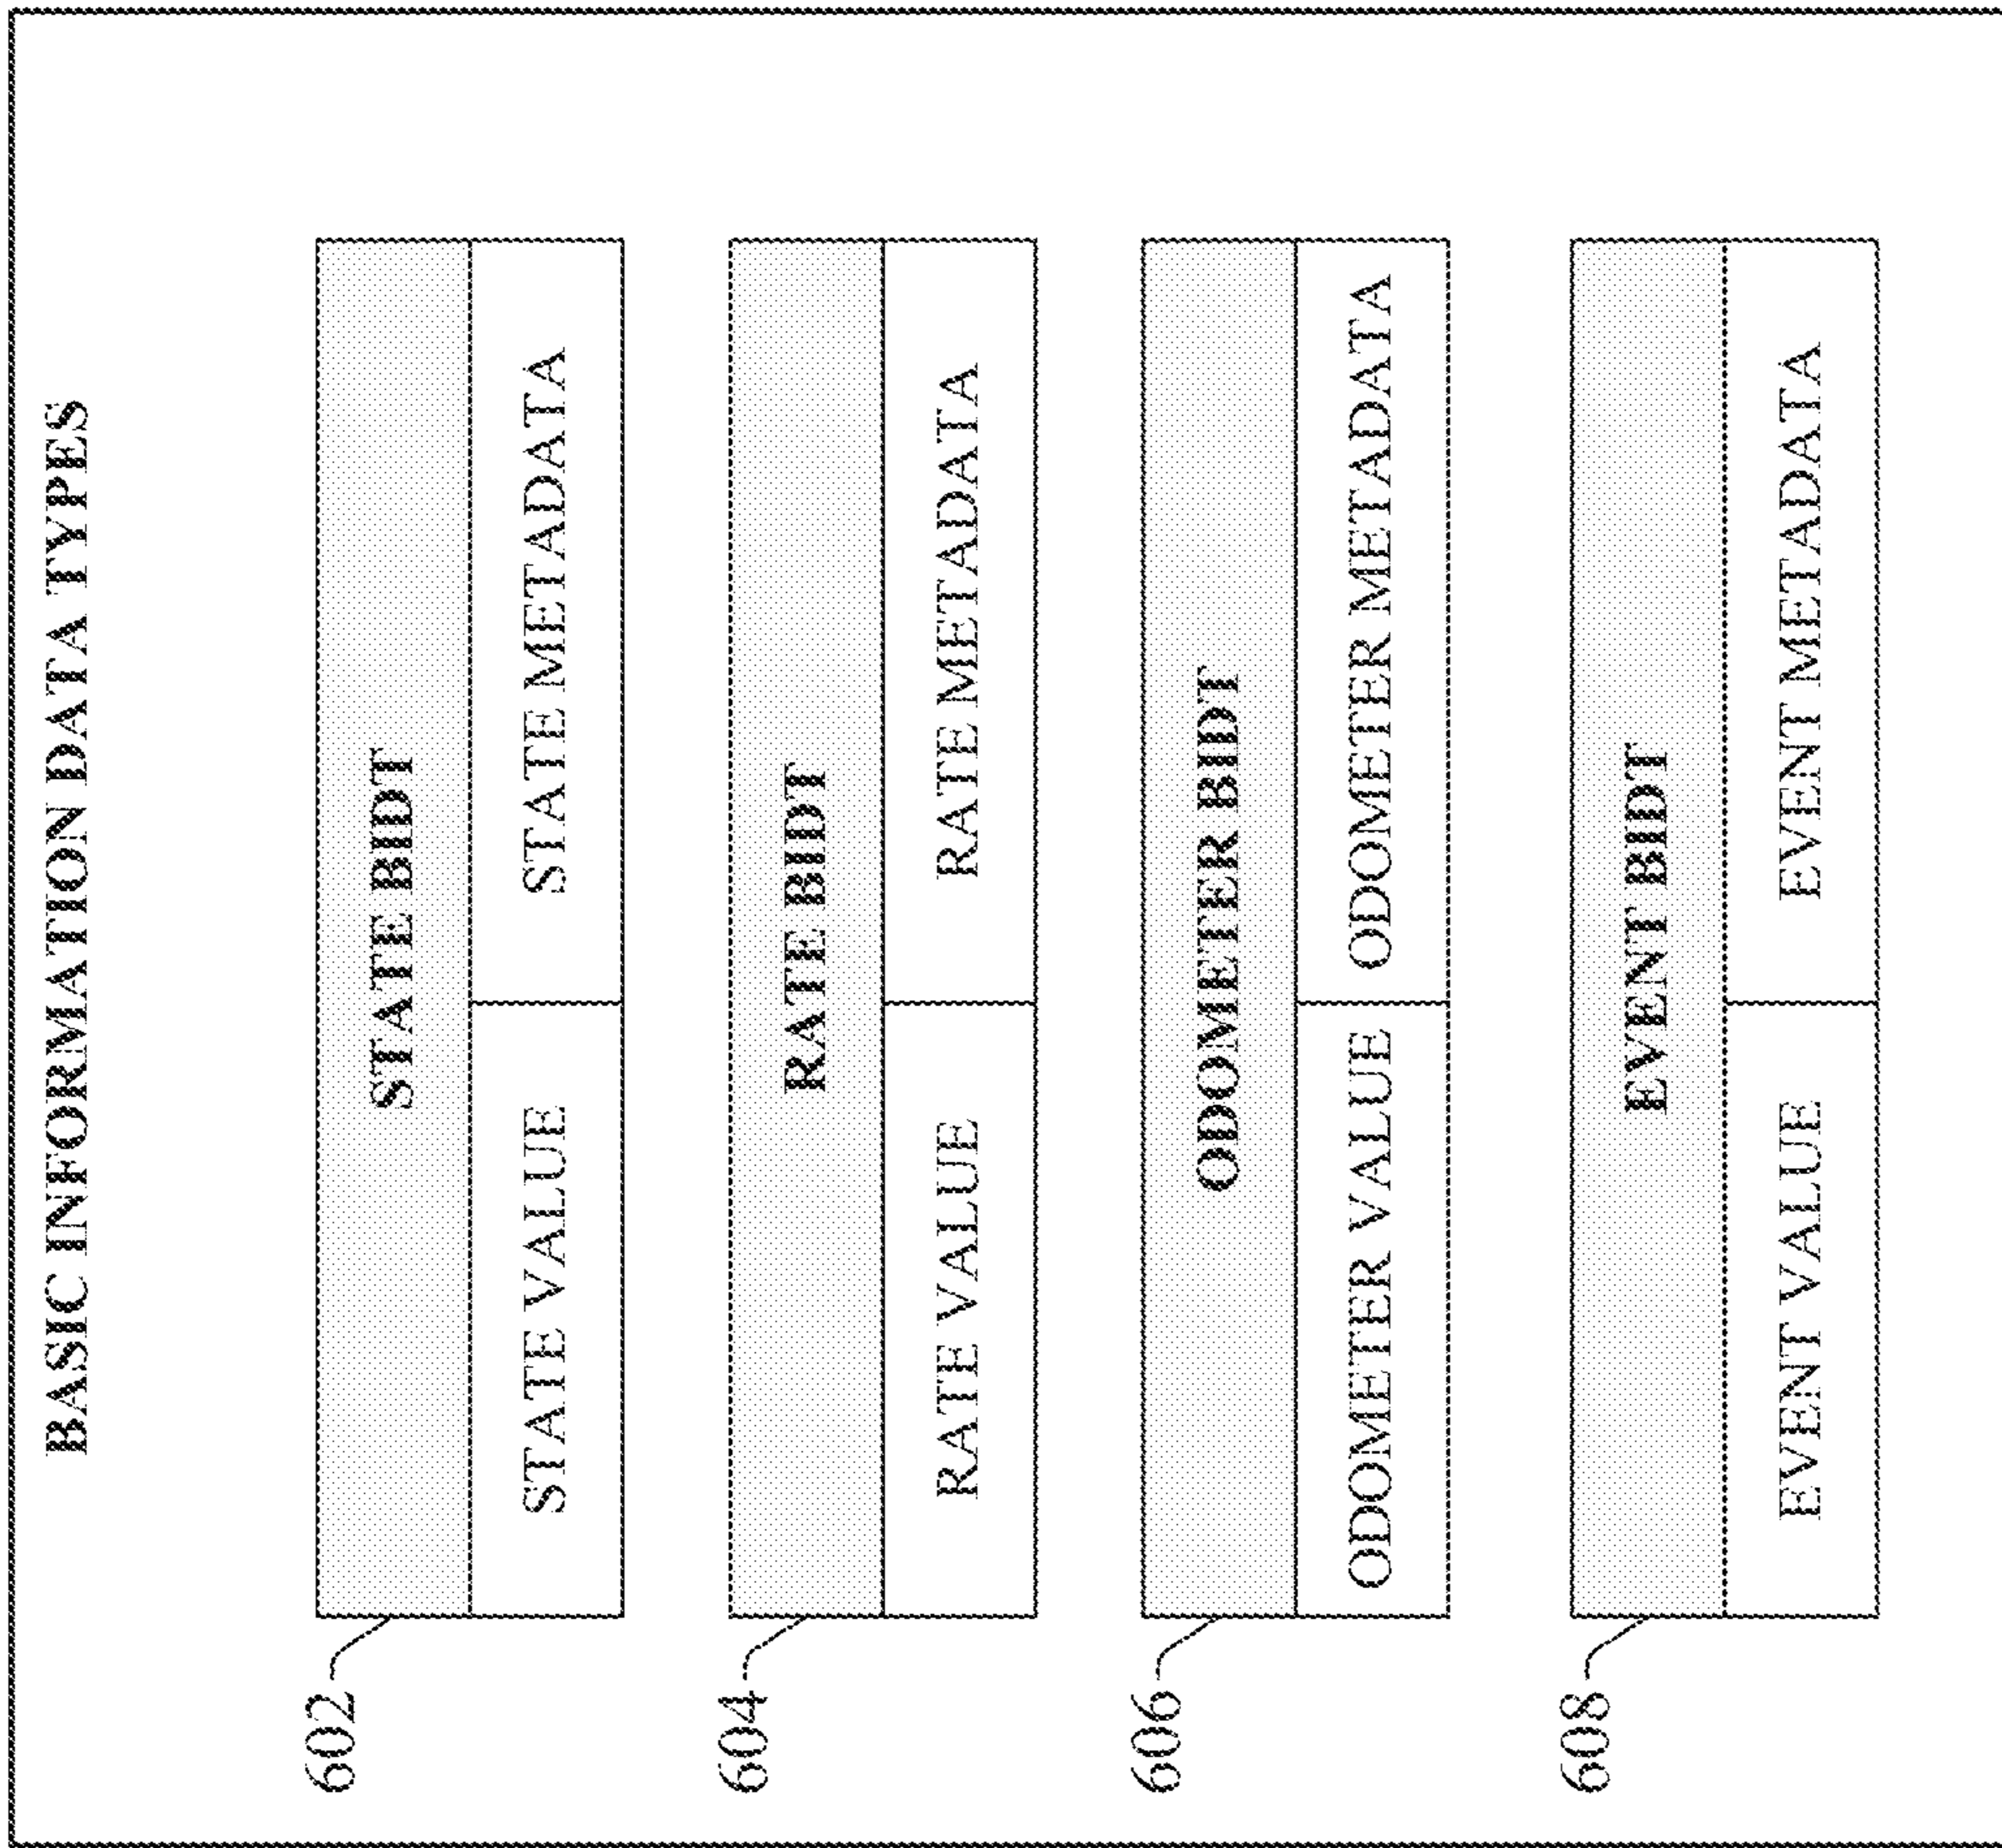 BASIC INFORMATION DATA TYPES
602
STATE BIDT
STATE VALUE STATE METADATA
604
RATE BIDT
RATE VALUE RATE METADATA
606
ODOMETER BIDT
ODOMETER VALUE ODOMETER METADATA
608
EVENT BIDT
EVENT VALUE EVENT METADATA